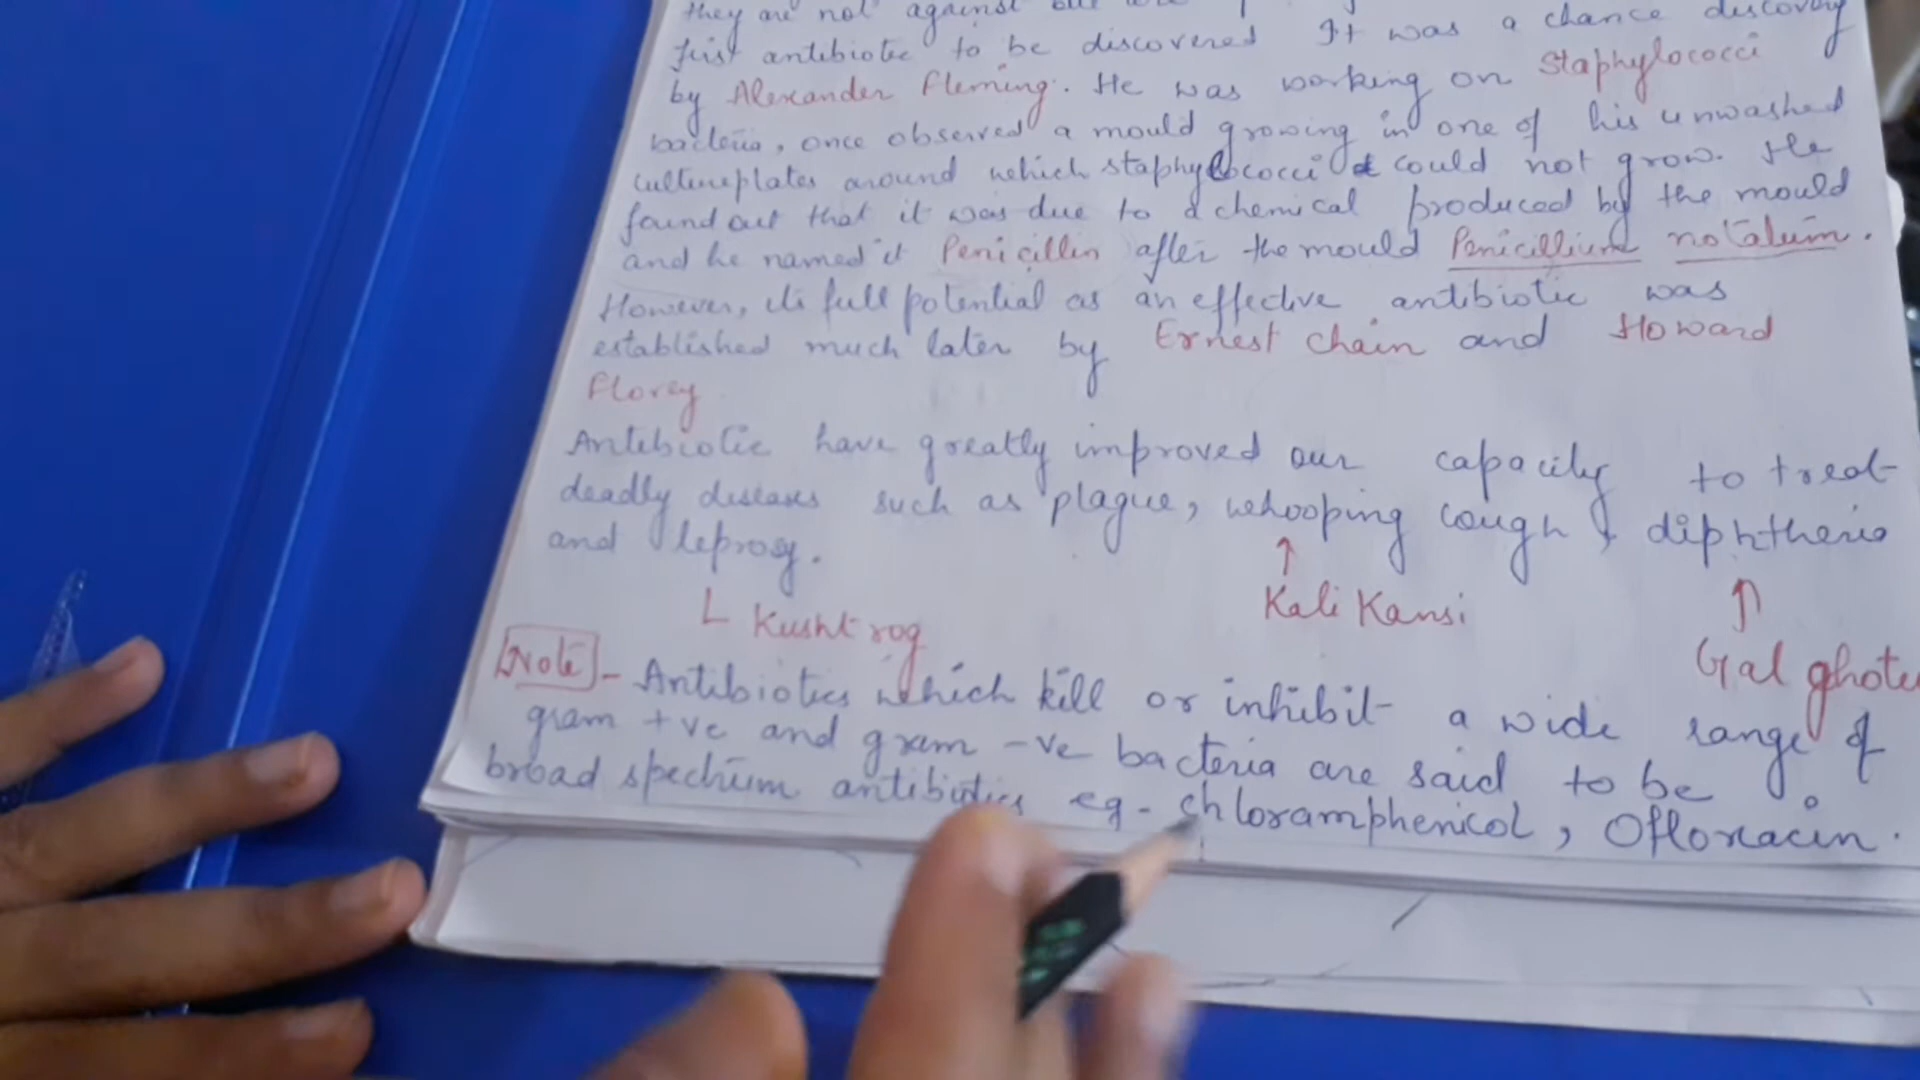 they are not against
first antibiotic to be discovered It was a chance discovery
by Alexander Fleming. He was working on Staphylococci
bacteria, once observed a mould growing in one of his unwashed
culture plates around which staphylococci could not grow. He
found out that it was due to a chemical produced by the mould
and he named it Penicillin after the mould Penicillium notatum.
However, its full potential as an effective antibiotic was
established much later by Ernest Chain and Howard
Florey
Antibiotic have greatly improved our capacity to treat
deadly diseases such as plague, whooping cough, diphtheria
and leprosy.
Kusht rog
Kali Kansi
Gal ghotu
Note - Antibiotics which kill or inhibit a wide range of
gram +ve and gram -ve bacteria are said to be
broad spectrum antibiotics eg - chloramphenicol, Ofloxacin.